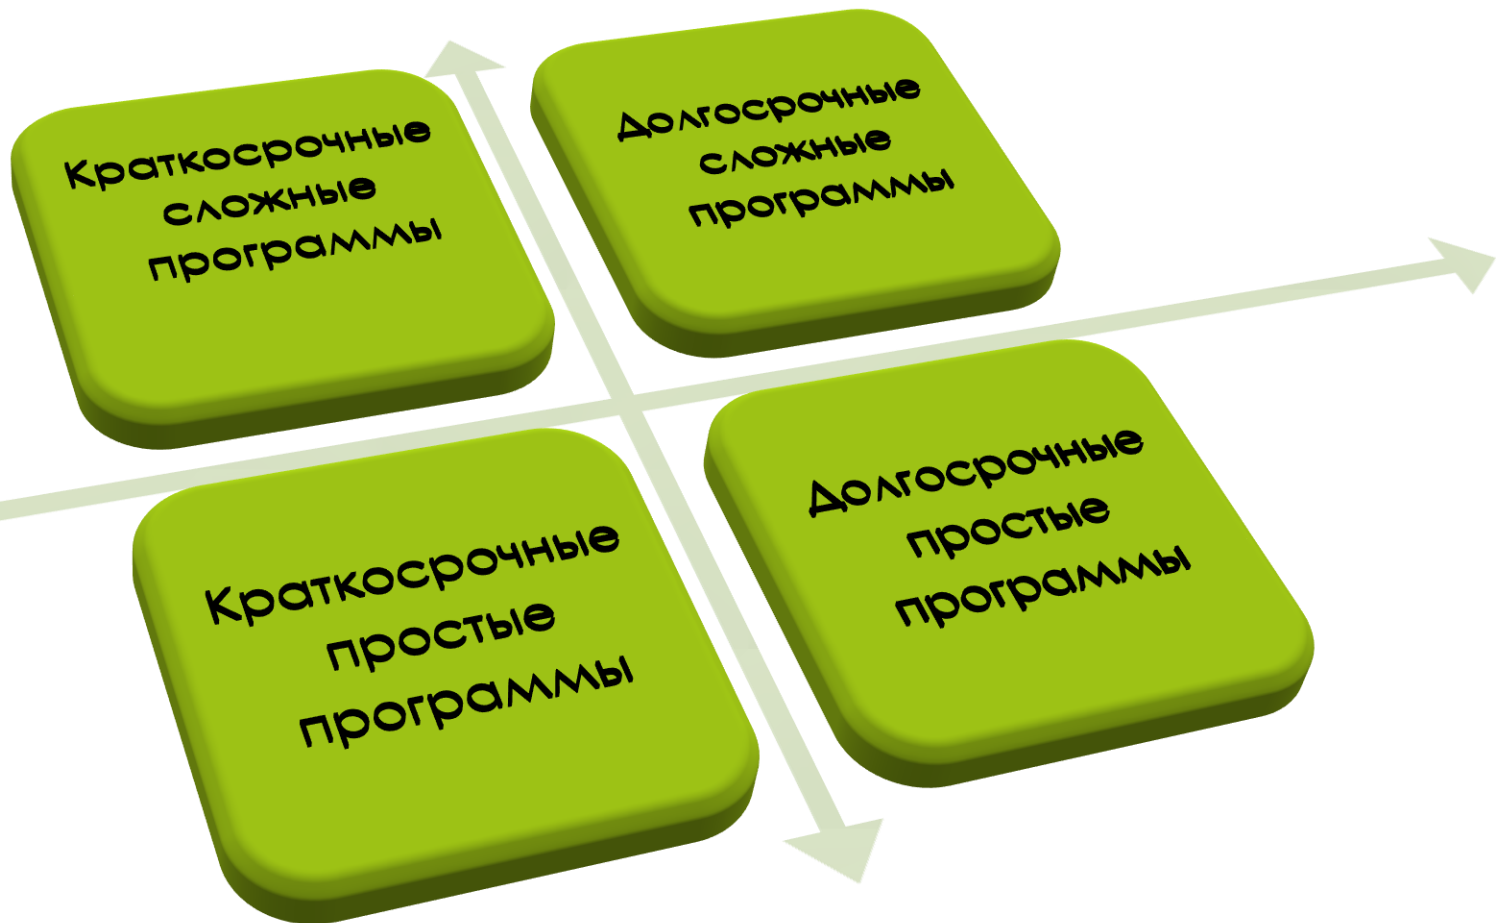 Краткосрочные
сложные
программы
Долгосрочные
сложные
программы
Краткосрочные
простые
программы
Долгосрочные
простые
программы